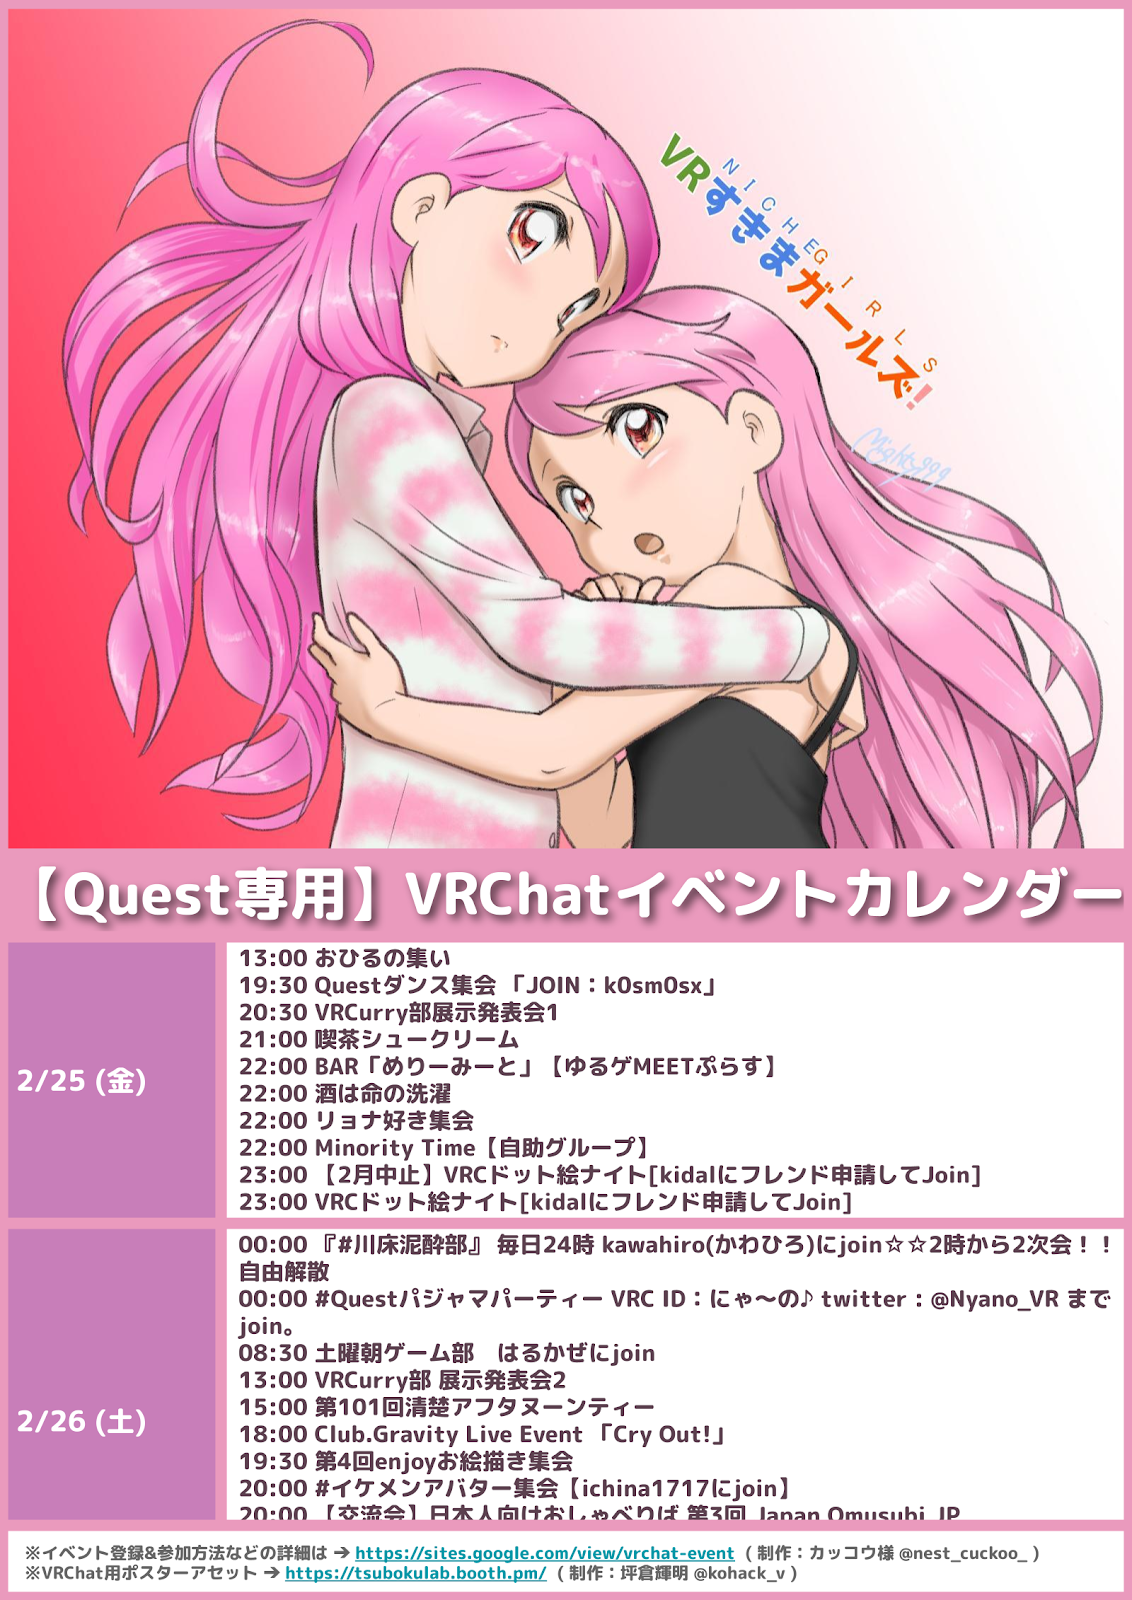 VRすきまガールズ!
NICHE GIRLS
Mighty999
【Quest専用】VRChatイベントカレンダー
2/25 (金)
13:00 おひるの集い
19:30 Questダンス集会 「JOIN：k0sm0sx」
20:30 VRCurry部展示発表会1
21:00 喫茶シュークリーム
22:00 BAR「めりーみーと」【ゆるゲMEETぷらす】
22:00 酒は命の洗濯
22:00 リョナ好き集会
22:00 Minority Time【自助グループ】
23:00 【2月中止】VRCドット絵ナイト[kidalにフレンド申請してJoin]
23:00 VRCドット絵ナイト[kidalにフレンド申請してJoin]
2/26 (土)
00:00 『#川床泥酔部』 毎日24時 kawahiro(かわひろ)にjoin☆☆2時から2次会！！
自由解散
00:00 #Questパジャマパーティー VRC ID：にゃ～の♪ twitter：@Nyano_VR まで
join。
08:30 土曜朝ゲーム部　はるかぜにjoin
13:00 VRCurry部 展示発表会2
15:00 第101回清楚アフタヌーンティー
18:00 Club.Gravity Live Event 「Cry Out!」
19:30 第4回enjoyお絵描き集会
20:00 #イケメンアバター集会【ichina1717にjoin】
20:00 【交流会】日本人向けおしゃべりば 第3回 Japan Omusubi JP
※イベント登録&参加方法などの詳細は ➔ https://sites.google.com/view/vrchat-event （制作：カッコウ様 @nest_cuckoo_ ）
※VRChat用ポスターアセット ➔ https://tsubokulab.booth.pm/ （制作：坪倉輝明 @kohack_v ）